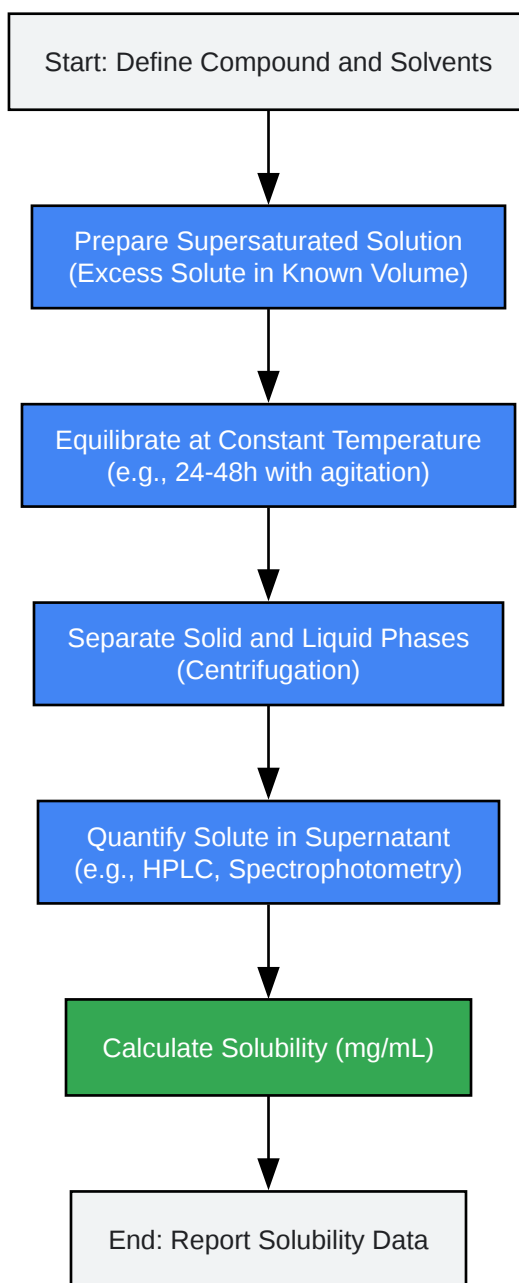 Start: Define Compound and Solvents
Prepare Supersaturated Solution
(Excess Solute in Known Volume)
Equilibrate at Constant Temperature
(e.g., 24-48h with agitation)
Separate Solid and Liquid Phases
(Centrifugation)
Quantify Solute in Supernatant
(e.g., HPLC, Spectrophotometry)
Calculate Solubility (mg/mL)
End: Report Solubility Data